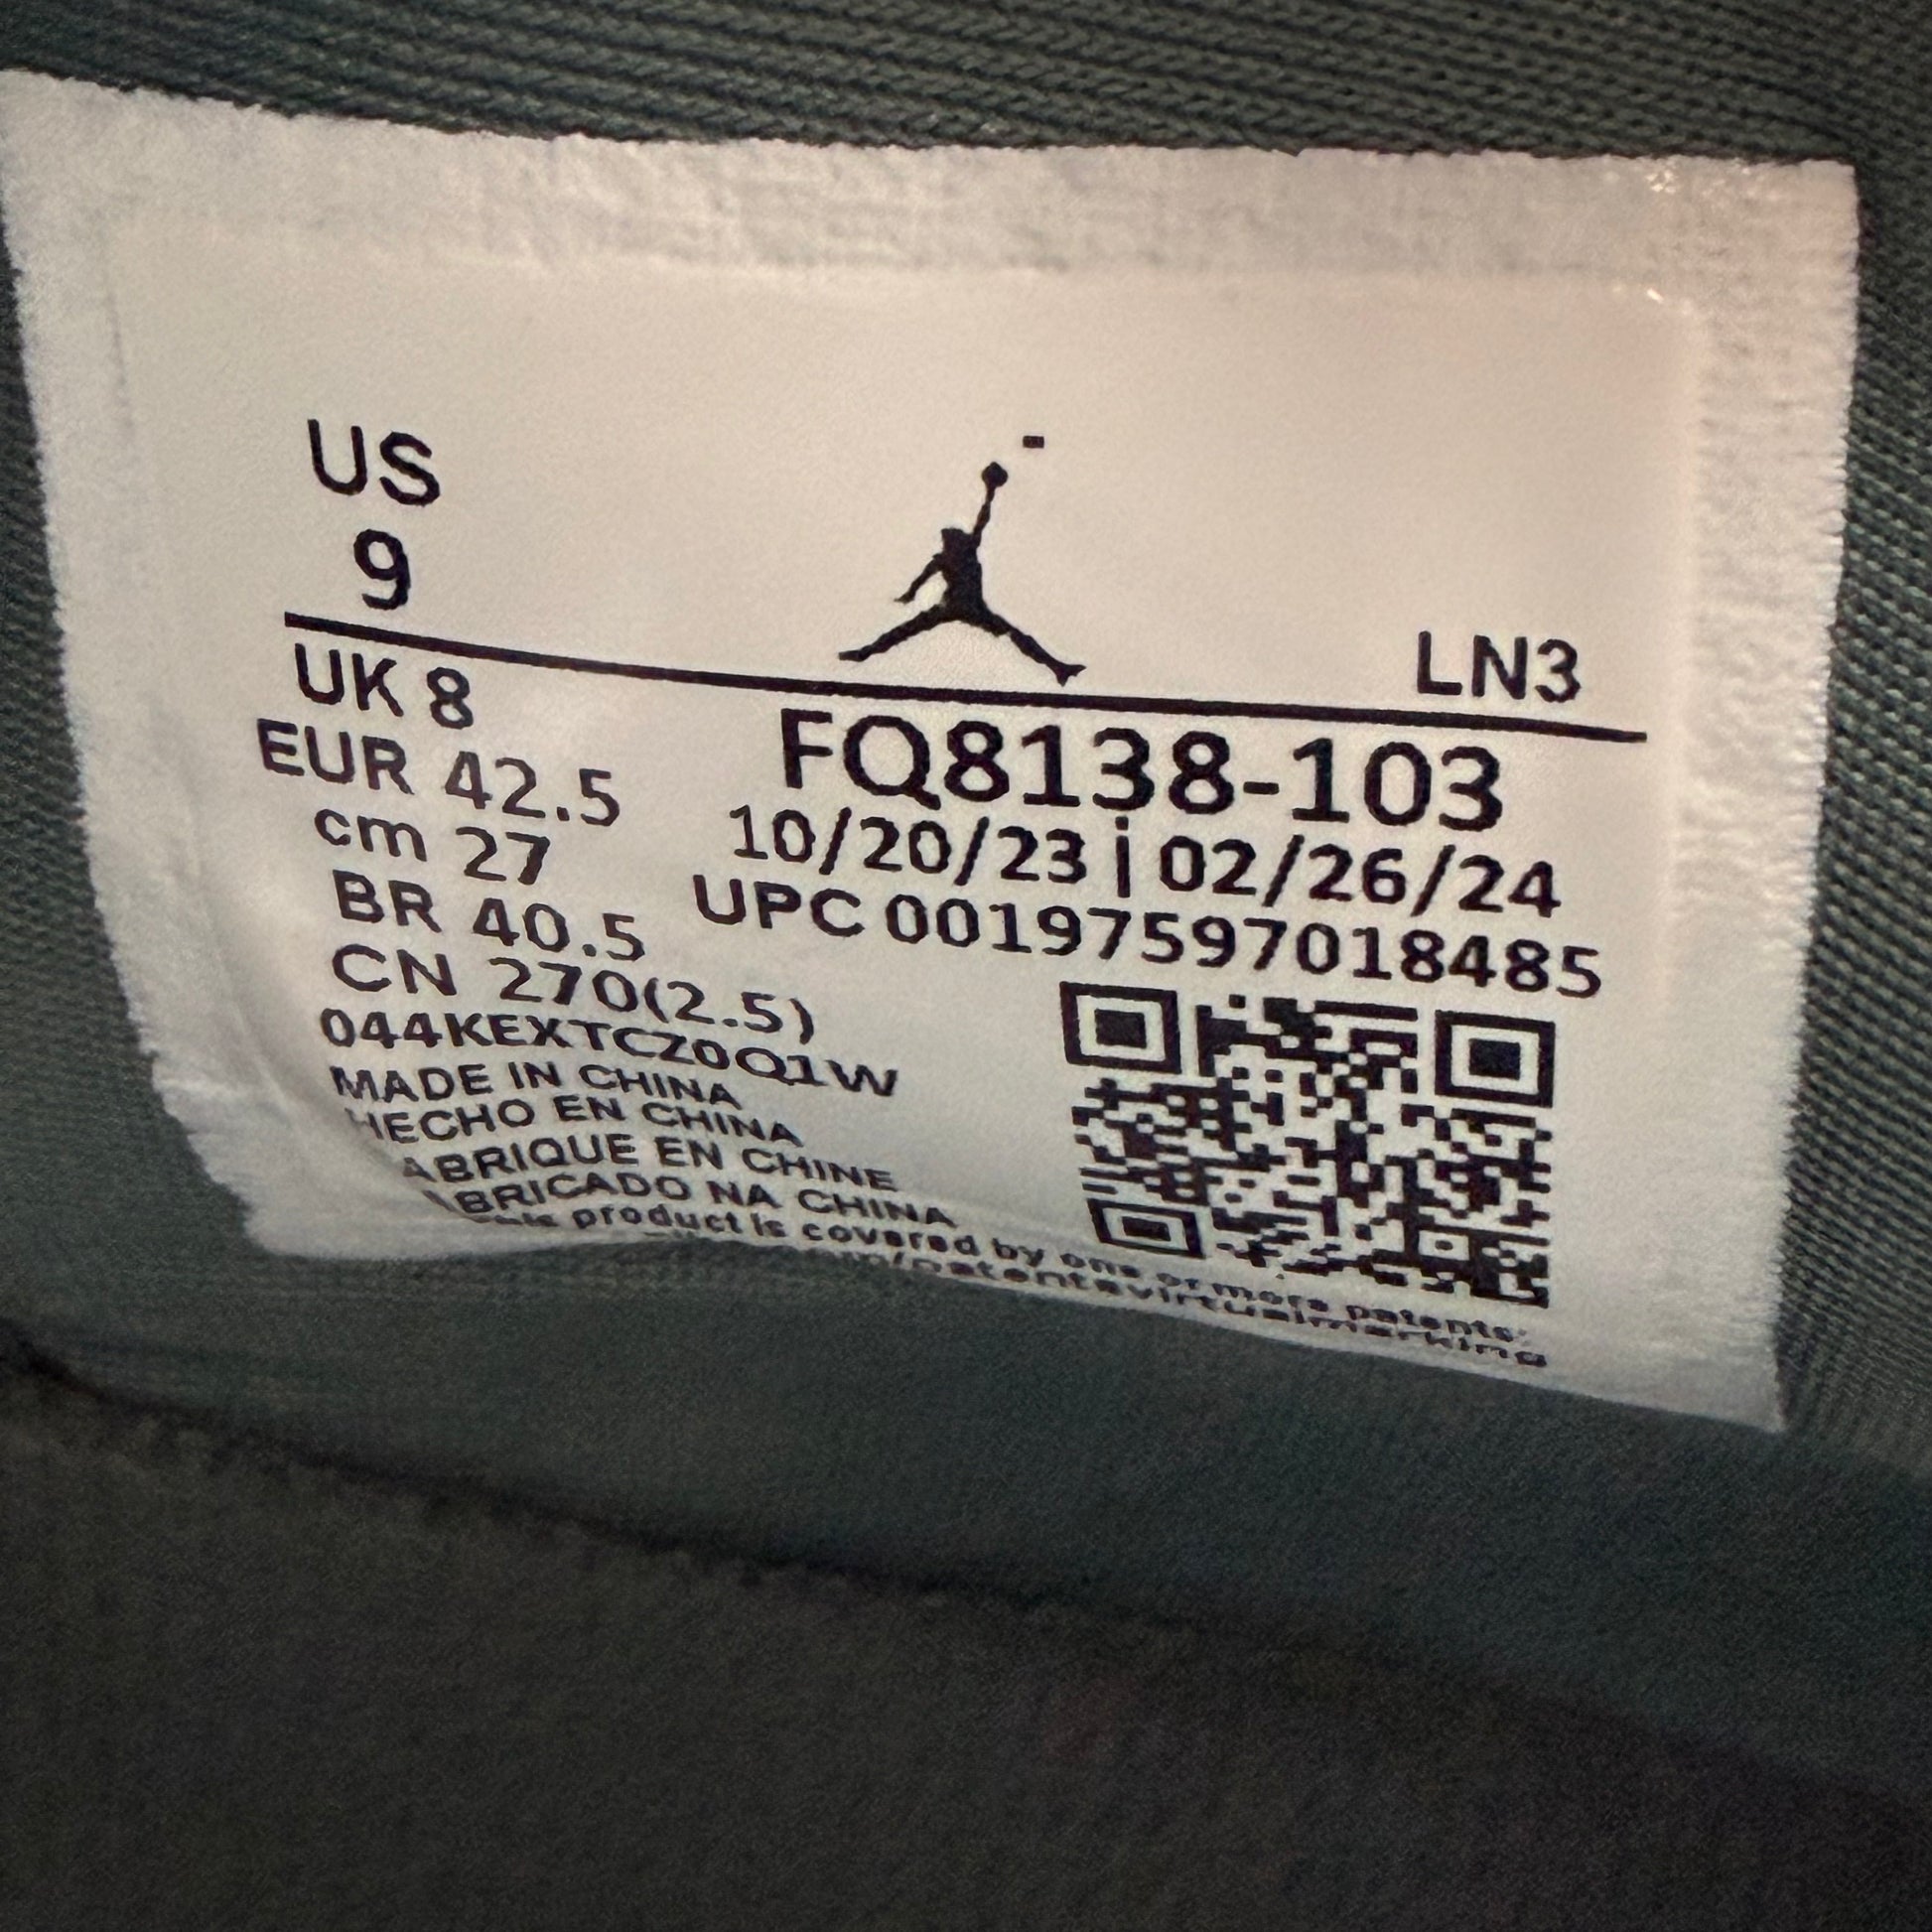 US
9
LN3
UK 8
EUR 42.5
cm 27
BR 40.5
CN 270(2.5)
FQ8138-103
10/20/23 | 02/26/24
UPC 00197597018485
044KEXTCZ0Q1W
MADE IN CHINA
HECHO EN CHINA
ABRIQUE EN CHINE
ABRICADO NA CHINA
product is covered by one or more patents:
/patentsvirtualmarking